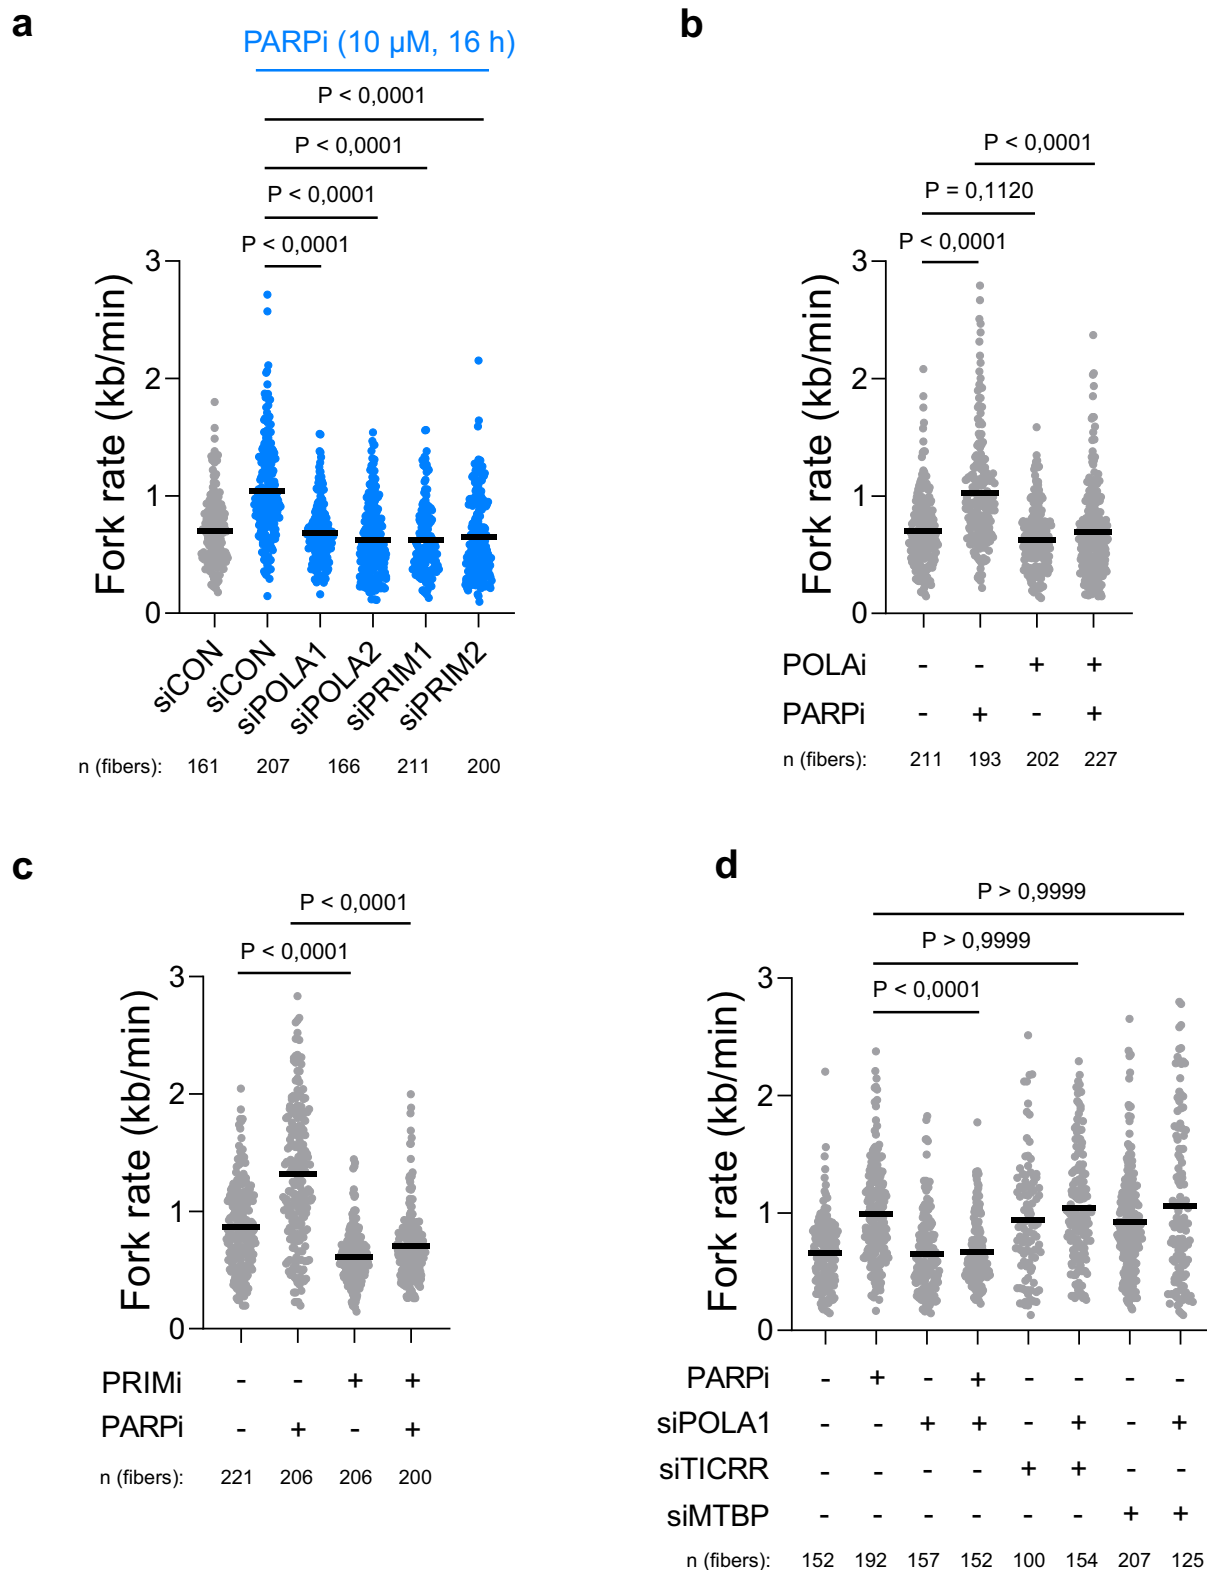 a
PARPi (10 µM, 16 h)
P < 0,0001
P < 0,0001
P < 0,0001
P < 0,0001
3
2
1
0
Fork rate (kb/min)
siCON
siCON
siPOLA1
siPOLA2
siPRIM1
siPRIM2
n (fibers): 161 207 166 211 200
b
P < 0,0001
P = 0,1120
P < 0,0001
3
2
1
0
Fork rate (kb/min)
POLAi - - + +
PARPi - + - +
n (fibers): 211 193 202 227
c
P < 0,0001
P < 0,0001
3
2
1
0
Fork rate (kb/min)
PRIMi - - + +
PARPi - + - +
n (fibers): 221 206 206 200
d
P > 0,9999
P > 0,9999
P < 0,0001
3
2
1
0
Fork rate (kb/min)
PARPi - + - + - - - -
siPOLA1 - - + + - + - +
siTICRR - - - - + + - -
siMTBP - - - - - - + +
n (fibers): 152 192 157 152 100 154 207 125